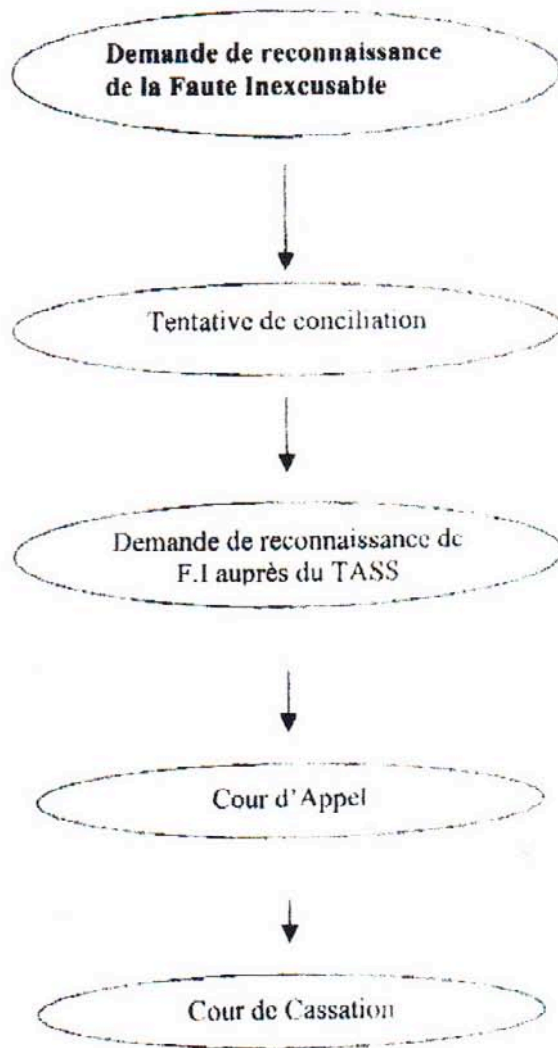 Demande de reconnaissance
de la Faute Inexcusable
Tentative de conciliation
Demande de reconnaissance de
F.I auprès du TASS
Cour d'Appel
Cour de Cassation